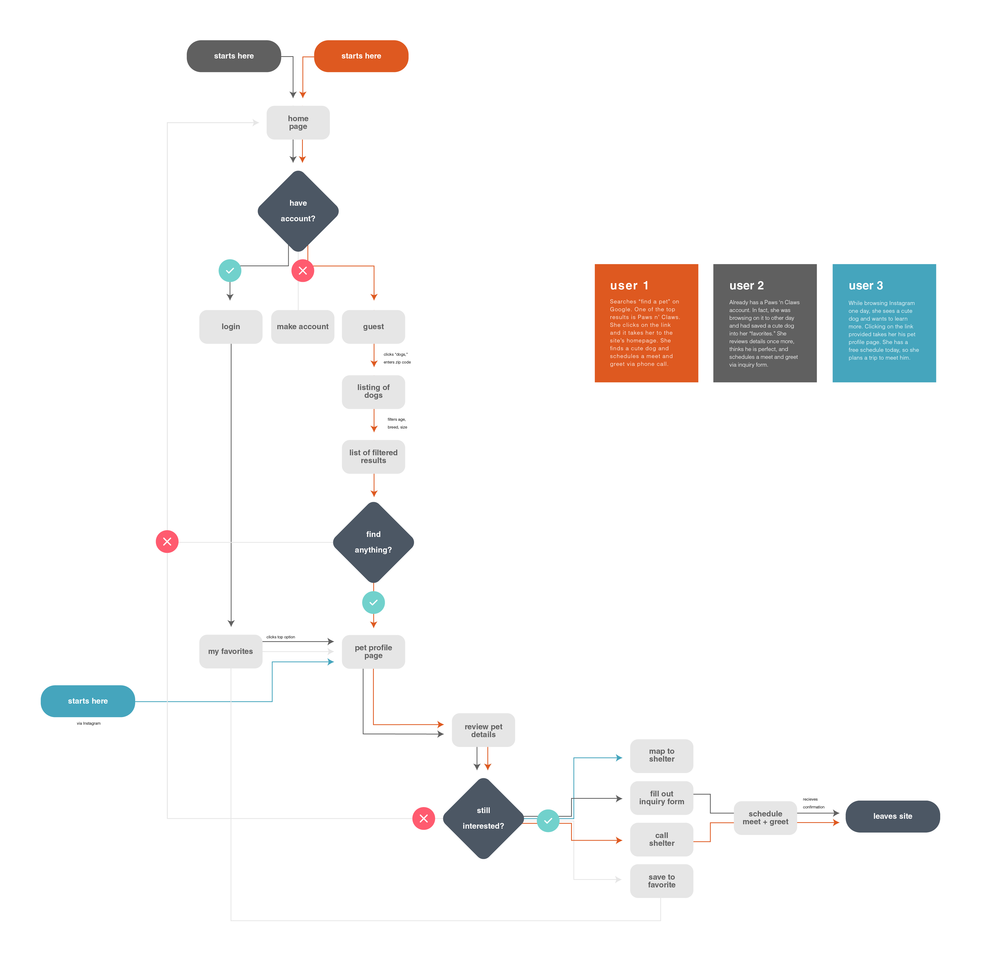 starts here
starts here
home
page
have
account?
login
make account
guest
clicks "dogs,"
enters zip code
listing of
dogs
filters age,
breed, size
list of filtered
results
find
anything?
clicks top option
my favorites
pet profile
page
starts here
via Instagram
review pet
details
still
interested?
map to
shelter
fill out
inquiry form
call
shelter
save to
favorite
schedule
meet + greet
recieves
confirmation
leaves site
user 1
Searches "find a pet" on
Google. One of the top
results is Paws n' Claws.
She clicks on the link
and it takes her to the
site's homepage. She
finds a cute dog and
schedules a meet and
greet via phone call.
user 2
Already has a Paws 'n Claws
account. In fact, she was
browsing on it to other day
and had saved a cute dog
into her "favorites." She
reviews details once more,
thinks he is perfect, and
schedules a meet and greet
via inquiry form.
user 3
While browsing Instagram
one day, she sees a cute
dog and wants to learn
more. Clicking on the link
provided takes her his pet
profile page. She has a
free schedule today, so she
plans a trip to meet him.